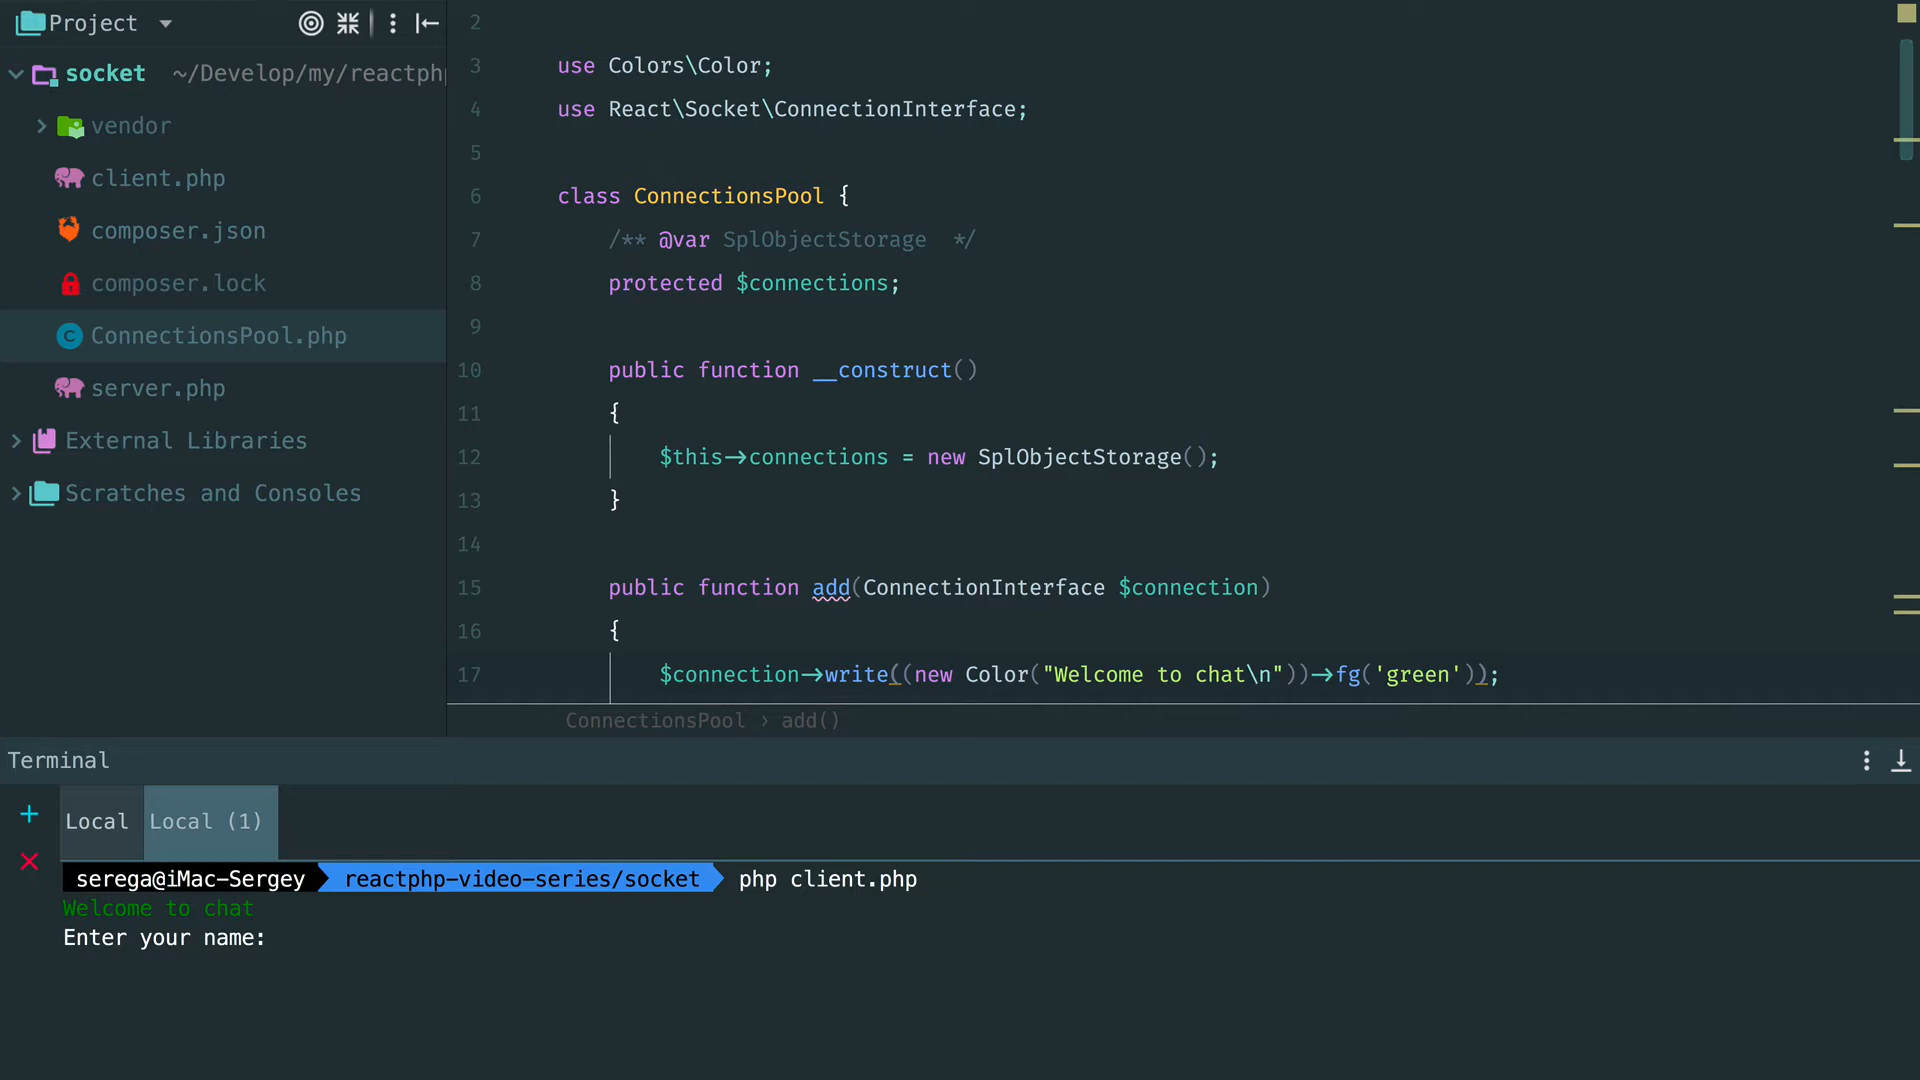 Project
socket ~/Develop/my/reactph
vendor
client.php
composer.json
composer.lock
ConnectionsPool.php
server.php
External Libraries
Scratches and Consoles
2
3 use Colors\Color;
4 use React\Socket\ConnectionInterface;
5
6 class ConnectionsPool {
7 /** @var SplObjectStorage */
8 protected $connections;
9
10 public function __construct()
11 {
12 $this->connections = new SplObjectStorage();
13 }
14
15 public function add(ConnectionInterface $connection)
16 {
17 $connection->write((new Color("Welcome to chat\n"))->fg('green'));
ConnectionsPool › add()
Terminal
Local Local (1)
serega@iMac-Sergey reactphp-video-series/socket php client.php
Welcome to chat
Enter your name: